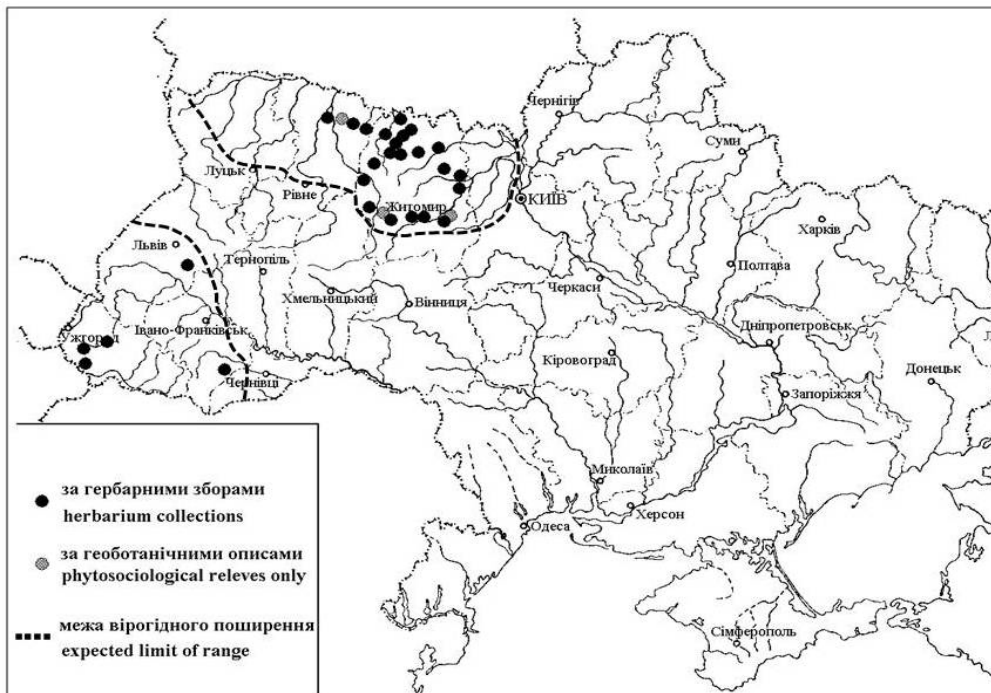 Чернігів
Суми
Луцьк
Рівне
Житомир
КИЇВ
Харків
Львів
Тернопіль
Полтава
Хмельницький
Вінниця
Черкаси
Ужгород
Івано-Франківськ
Дніпропетровськ
Чернівці
Кіровоград
Донецьк
Запоріжжя
Миколаїв
Херсон
Одеса
Сімферополь
за гербарними зборами
herbarium collections
за геоботанічними описами
phytosociological releves only
межа вірогідного поширення
expected limit of range